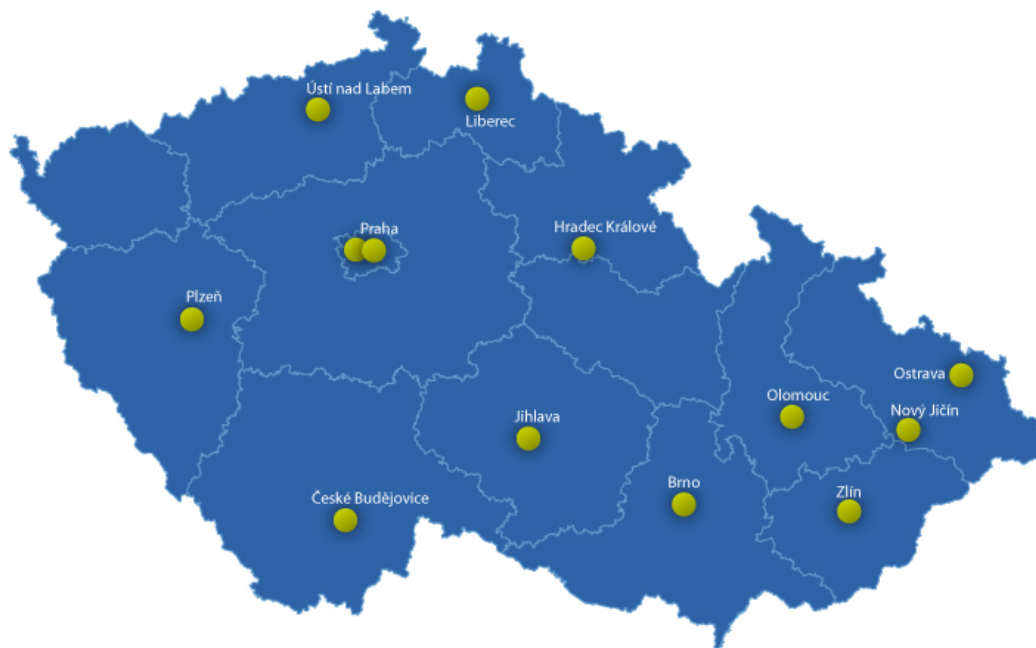 Ústí nad Labem
Liberec
Praha
Hradec Králové
Plzeň
Ostrava
Olomouc
Nový Jičín
Jihlava
Brno
Zlín
České Budějovice